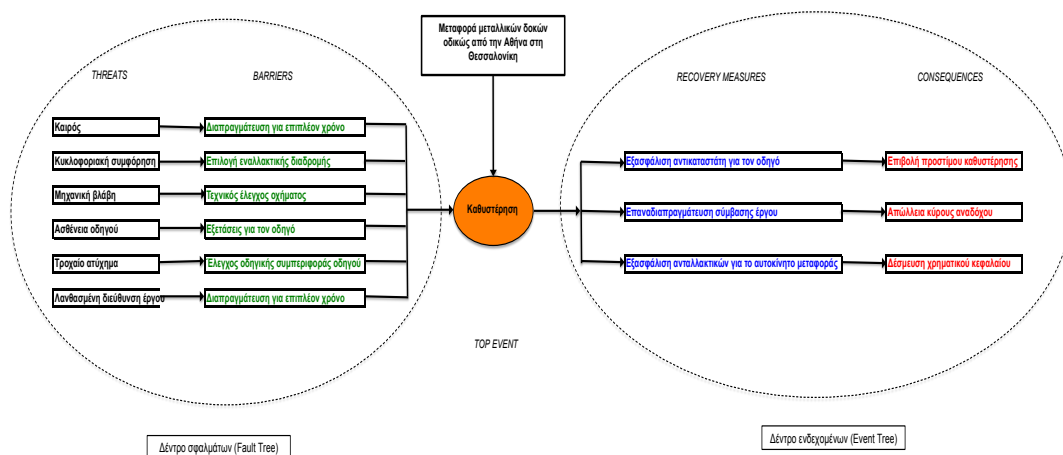 Μεταφορά μεταλλικών δοκών
οδικώς από την Αθήνα στη
Θεσσαλονίκη
THREATS
BARRIERS
RECOVERY MEASURES
CONSEQUENCES
Καιρός
Διαπραγμάτευση για επιπλέον χρόνο
Κυκλοφοριακή συμφόρηση
Επιλογή εναλλακτικής διαδρομής
Εξασφάλιση αντικαταστάτη για τον οδηγό
Επιβολή προστίμου καθυστέρησης
Μηχανική βλάβη
Τεχνικός έλεγχος οχήματος
Καθυστέρηση
Επαναδιαπραγμάτευση σύμβασης έργου
Απώλλεια κύρους αναδόχου
Ασθένεια οδηγού
Εξετάσεις για τον οδηγό
Τροχαίο ατύχημα
Έλεγχος οδηγικής συμπεριφοράς οδηγού
Εξασφάλιση ανταλλακτικών για το αυτοκίνητο μεταφοράς
Δέσμευση χρηματικού κεφαλαίου
Λανθασμένη διεύθυνση έργου
Διαπραγμάτευση για επιπλέον χρόνο
TOP EVENT
Δέντρο σφαλμάτων (Fault Tree)
Δέντρο ενδεχομένων (Event Tree)